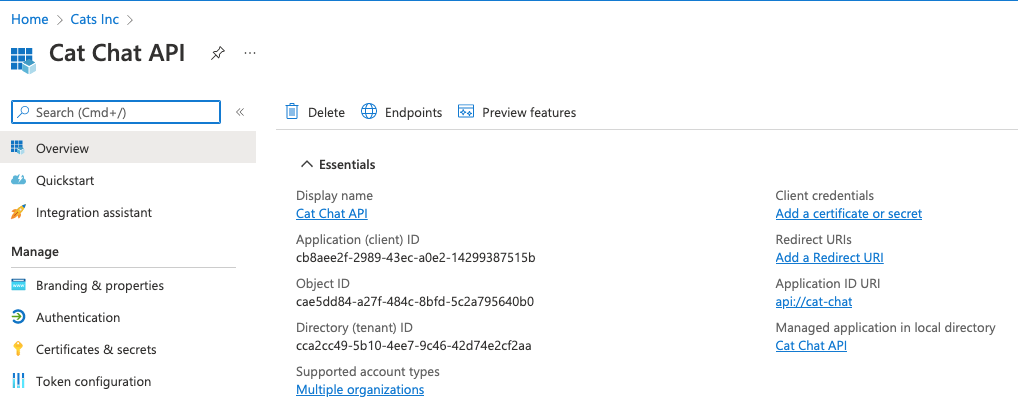 Home > Cats Inc >
Cat Chat API
Search (Cmd+/)
Overview
Quickstart
Integration assistant
Manage
Branding & properties
Authentication
Certificates & secrets
Token configuration
Delete Endpoints Preview features
Essentials
Display name
Cat Chat API
Application (client) ID
cb8aee2f-2989-43ec-a0e2-14299387515b
Object ID
cae5dd84-a27f-484c-8bfd-5c2a795640b0
Directory (tenant) ID
cca2cc49-5b10-4ee7-9c46-42d74e2cf2aa
Supported account types
Multiple organizations
Client credentials
Add a certificate or secret
Redirect URIs
Add a Redirect URI
Application ID URI
api://cat-chat
Managed application in local directory
Cat Chat API